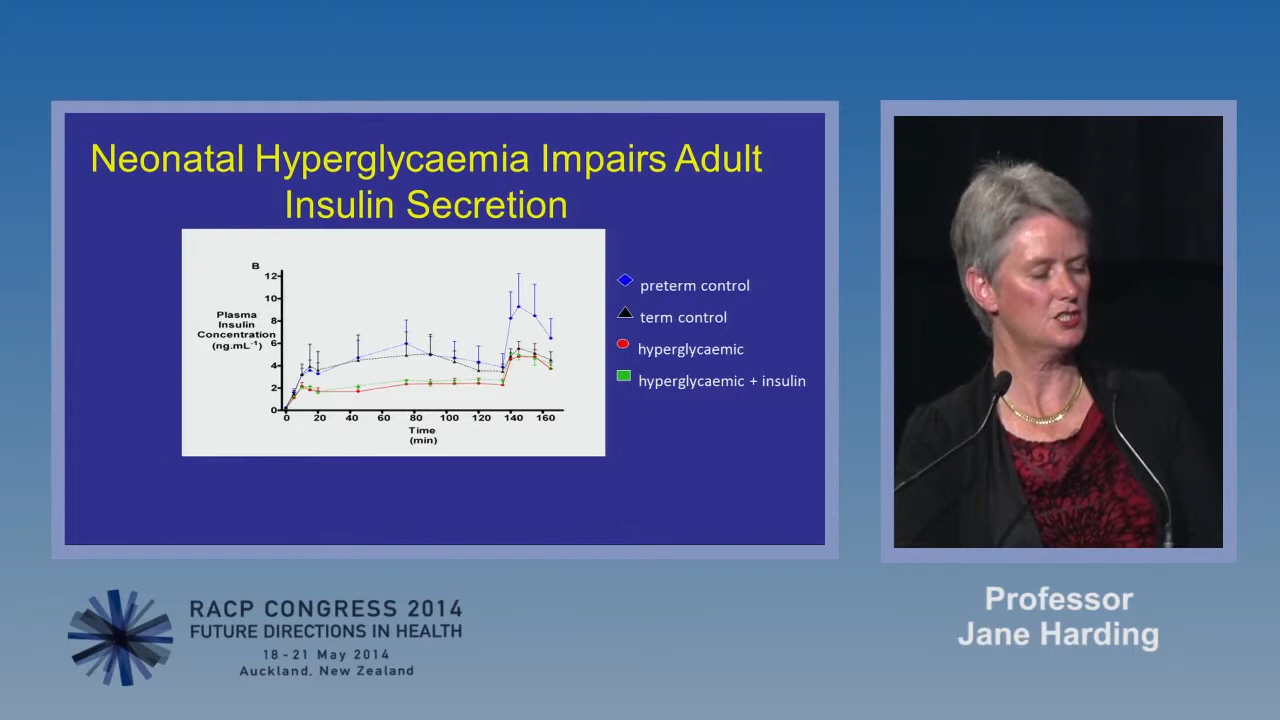 Neonatal Hyperglycaemia Impairs Adult
Insulin Secretion
B
Plasma
Insulin
Concentration
(ng.mL⁻¹)
12
10
8
6
4
2
0
0 20 40 60 80 100 120 140 160
Time
(min)
preterm control
term control
hyperglycaemic
hyperglycaemic + insulin
RACP CONGRESS 2014
FUTURE DIRECTIONS IN HEALTH
18 - 21 May 2014
Auckland, New Zealand
Professor
Jane Harding